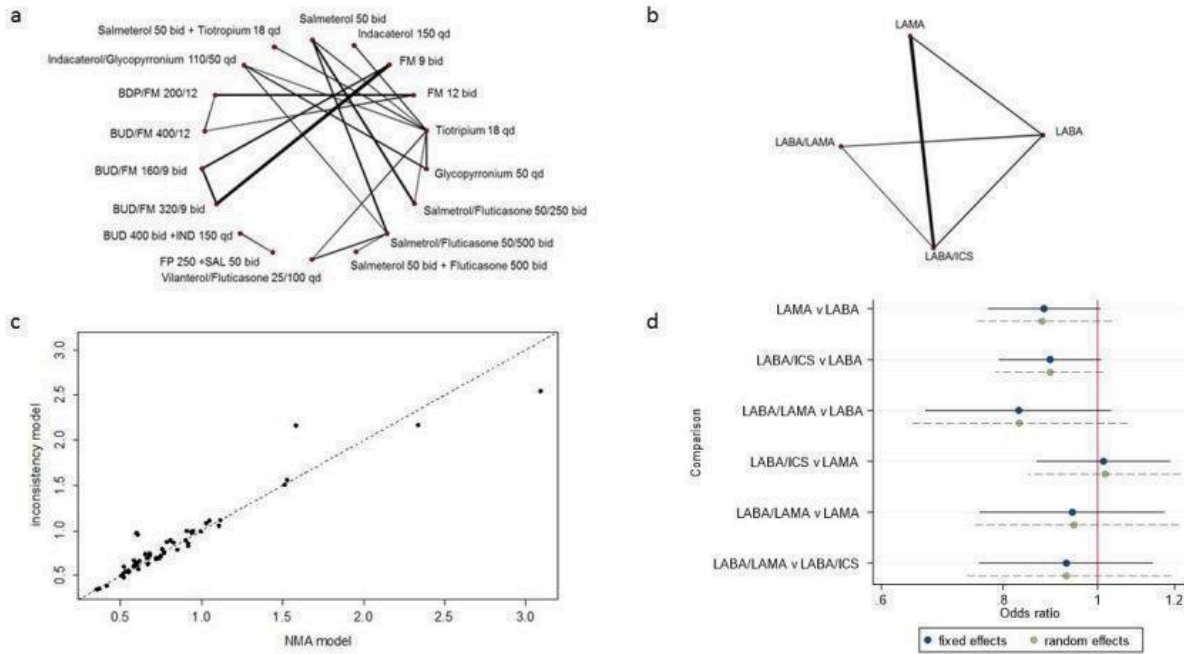 a
Salmeterol 50 bid
Salmeterol 50 bid + Tiotropium 18 qd
Indacaterol 150 qd
Indacaterol/Glycopyrronium 110/50 qd
FM 9 bid
BDP/FM 200/12
FM 12 bid
BUD/FM 400/12
Tiotripium 18 qd
BUD/FM 160/9 bid
Glycopyrronium 50 qd
BUD/FM 320/9 bid
Salmetrol/Fluticasone 50/250 bid
BUD 400 bid +IND 150 qd
Salmetrol/Fluticasone 50/500 bid
FP 250 +SAL 50 bid
Salmeterol 50 bid + Fluticasone 500 bid
Vilanterol/Fluticasone 25/100 qd
b
LAMA
LABA
LABA/LAMA
LABA/ICS
c
inconsistency model
3.0
2.5
2.0
1.5
1.0
0.5
0.5 1.0 1.5 2.0 2.5 3.0
NMA model
d
Comparison
LAMA v LABA
LABA/ICS v LABA
LABA/LAMA v LABA
LABA/ICS v LAMA
LABA/LAMA v LAMA
LABA/LAMA v LABA/ICS
.6 .8 1 1.2
Odds ratio
fixed effects random effects